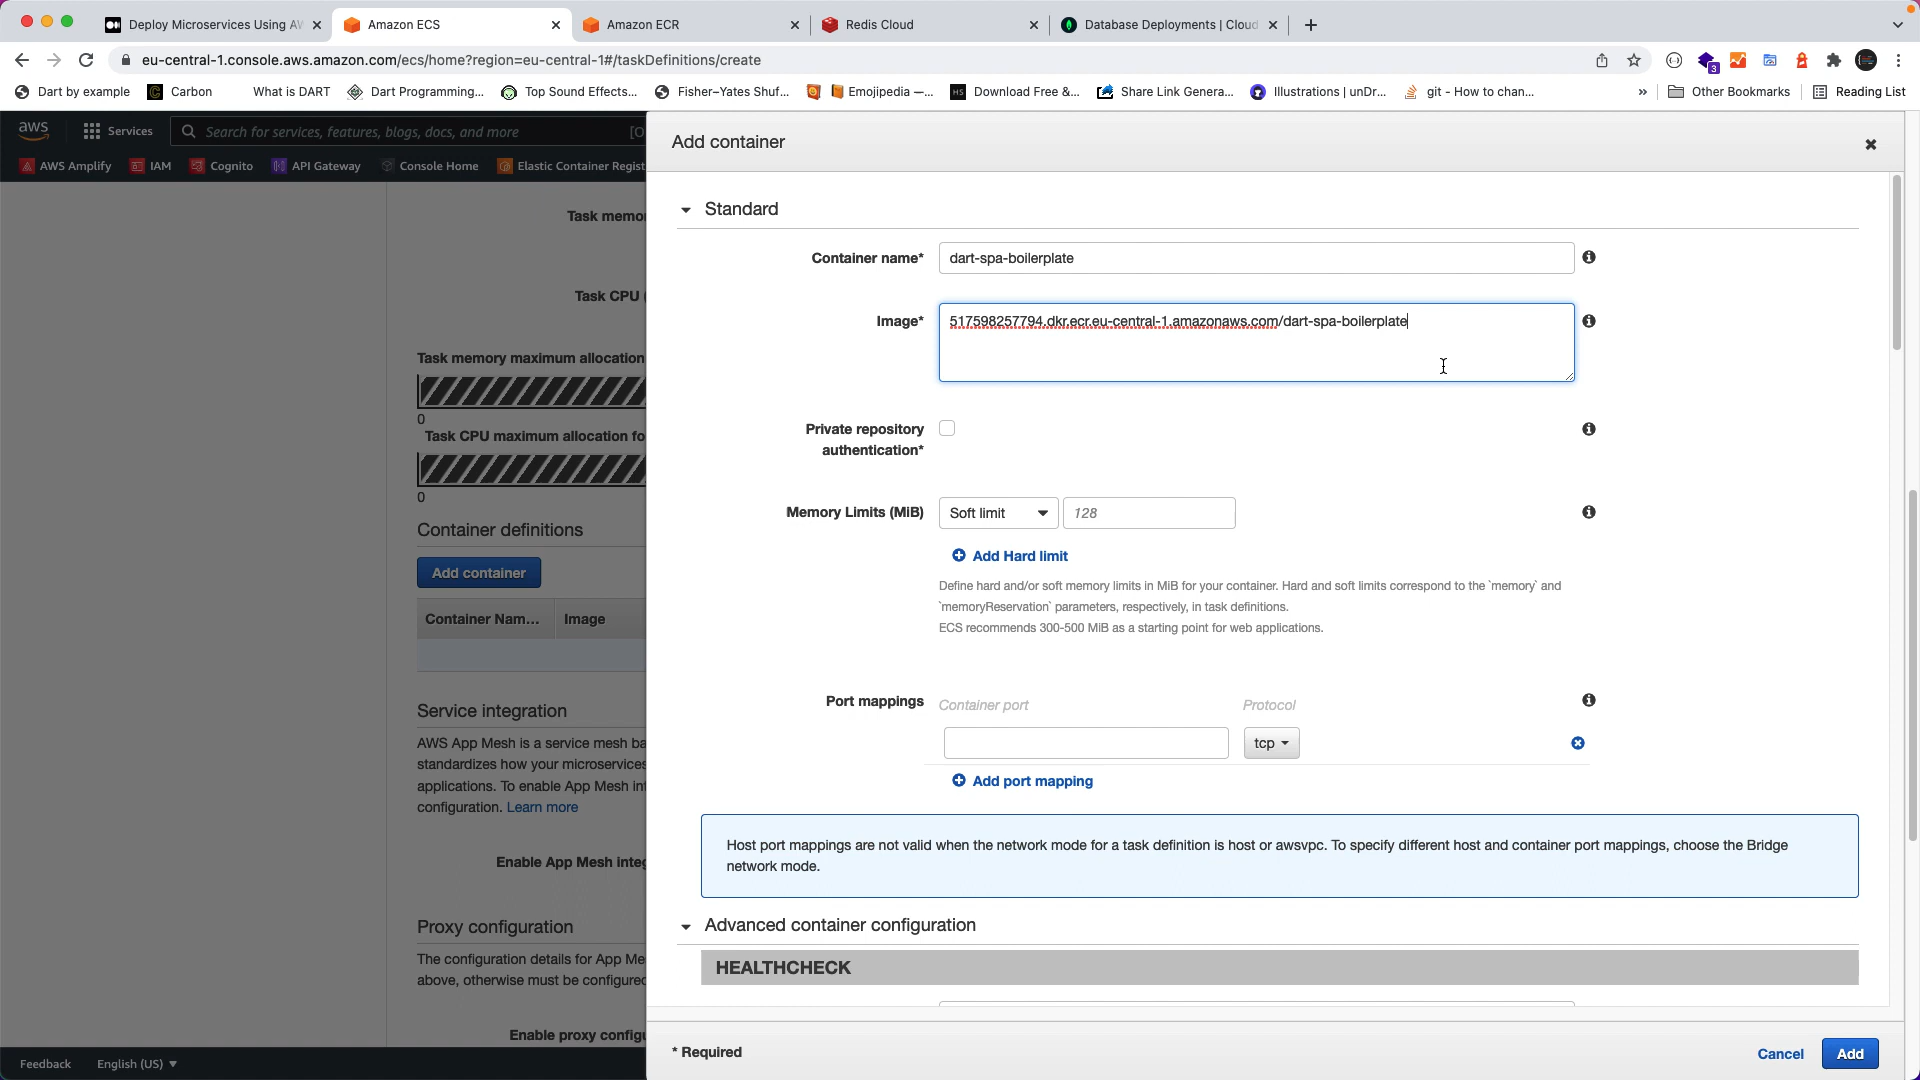 Deploy Microservices Using AW
Amazon ECS
Amazon ECR
Redis Cloud
Database Deployments | Cloud
eu-central-1.console.aws.amazon.com/ecs/home?region=eu-central-1#/taskDefinitions/create
3
Dart by example
Carbon
What is DART
Dart Programming...
Top Sound Effects...
Fisher–Yates Shuf...
Emojipedia —...
HS
Download Free &...
Share Link Genera...
Illustrations | unDr...
git - How to chan...
»
Other Bookmarks
Reading List
aws
Services
Search for services, features, blogs, docs, and more
[O
AWS Amplify
IAM
Cognito
API Gateway
Console Home
Elastic Container Regist
Task memo
Task CPU (
Task memory maximum allocation
0
Task CPU maximum allocation fo
0
Container definitions
Add container
Container Nam...
Image
Service integration
AWS App Mesh is a service mesh ba
standardizes how your microservices
applications. To enable App Mesh in
configuration. Learn more
Enable App Mesh integ
Proxy configuration
The configuration details for App Me
above, otherwise must be configured
Enable proxy configu
Feedback
English (US)
Add container
Standard
Container name*
dart-spa-boilerplate
Image*
517598257794.dkr.ecr.eu-central-1.amazonaws.com/dart-spa-boilerplate
Private repository
authentication*
Memory Limits (MiB)
Soft limit
128
Add Hard limit
Define hard and/or soft memory limits in MiB for your container. Hard and soft limits correspond to the `memory` and
`memoryReservation` parameters, respectively, in task definitions.
ECS recommends 300-500 MiB as a starting point for web applications.
Port mappings
Container port
Protocol
tcp
Add port mapping
Host port mappings are not valid when the network mode for a task definition is host or awsvpc. To specify different host and container port mappings, choose the Bridge
network mode.
Advanced container configuration
HEALTHCHECK
* Required
Cancel
Add